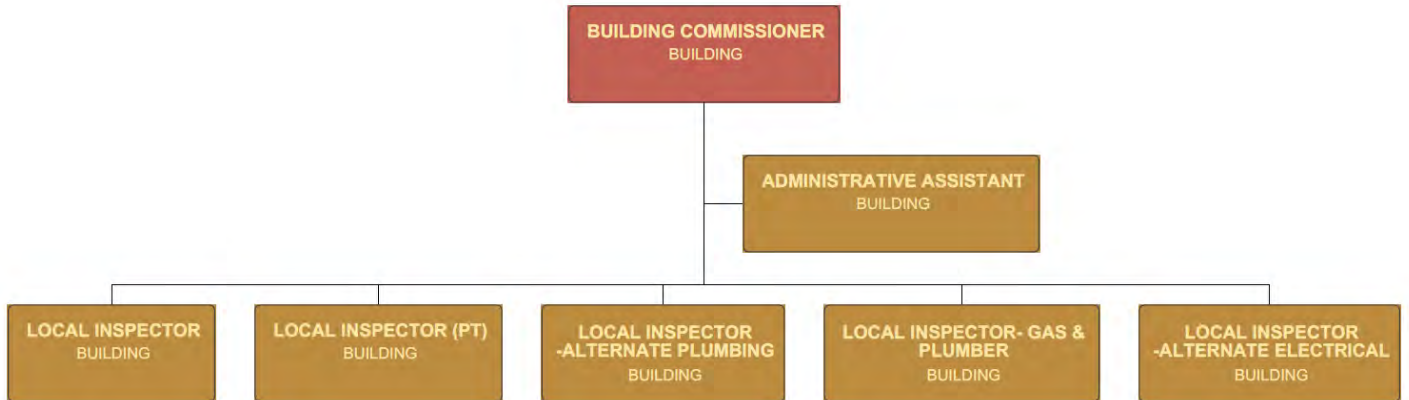 BUILDING COMMISSIONER
BUILDING
ADMINISTRATIVE ASSISTANT
BUILDING
LOCAL INSPECTOR
BUILDING
LOCAL INSPECTOR (PT)
BUILDING
LOCAL INSPECTOR
-ALTERNATE PLUMBING
BUILDING
LOCAL INSPECTOR- GAS &
PLUMBER
BUILDING
LOCAL INSPECTOR
-ALTERNATE ELECTRICAL
BUILDING